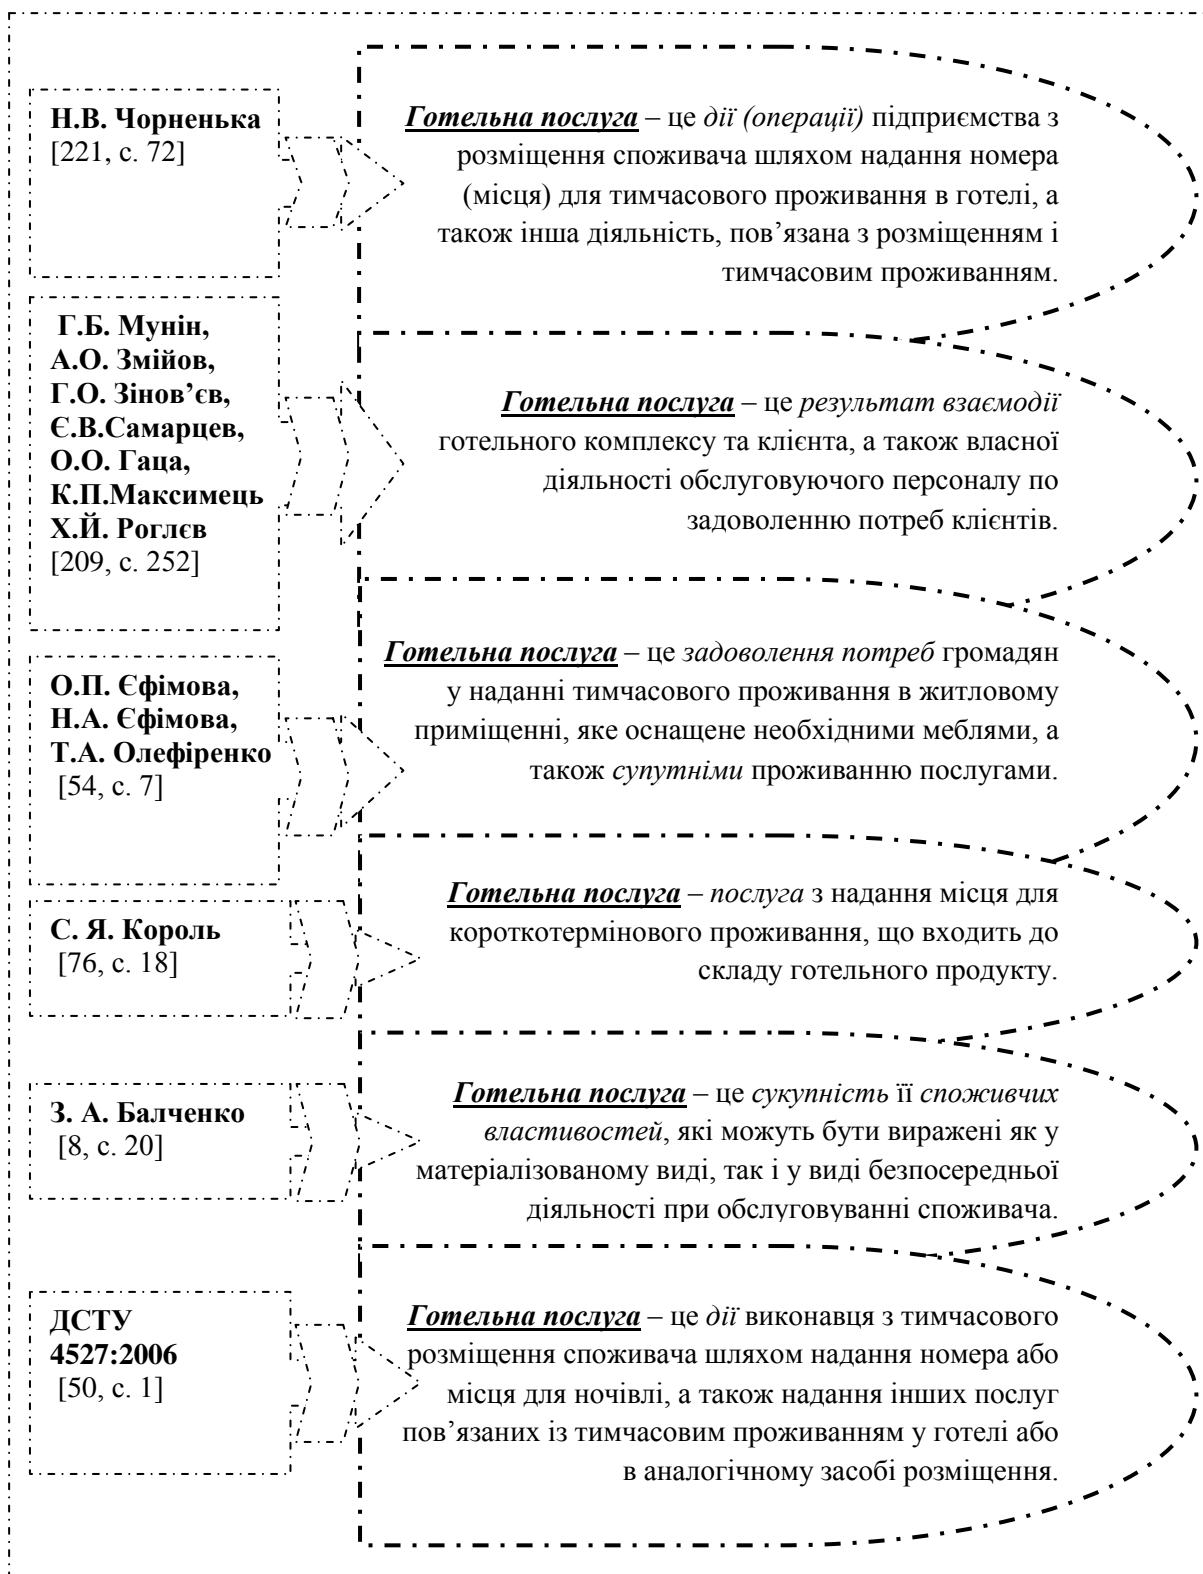 Н.В. Чорненька
[221, с. 72]
Готельна послуга – це дії (операції) підприємства з
розміщення споживача шляхом надання номера
(місця) для тимчасового проживання в готелі, а
також інша діяльність, пов’язана з розміщенням і
тимчасовим проживанням.
Г.Б. Мунін,
А.О. Змійов,
Г.О. Зінов’єв,
Є.В.Самарцев,
О.О. Гаца,
К.П.Максимець
Х.Й. Роглєв
[209, с. 252]
Готельна послуга – це результат взаємодії
готельного комплексу та клієнта, а також власної
діяльності обслуговуючого персоналу по
задоволенню потреб клієнтів.
О.П. Єфімова,
Н.А. Єфімова,
Т.А. Олефіренко
[54, с. 7]
Готельна послуга – це задоволення потреб громадян
у наданні тимчасового проживання в житловому
приміщенні, яке оснащене необхідними меблями, а
також супутніми проживанню послугами.
С. Я. Король
[76, с. 18]
Готельна послуга – послуга з надання місця для
короткотермінового проживання, що входить до
складу готельного продукту.
З. А. Балченко
[8, с. 20]
Готельна послуга – це сукупність її споживчих
властивостей, які можуть бути виражені як у
матеріалізованому виді, так і у виді безпосередньої
діяльності при обслуговуванні споживача.
ДСТУ
4527:2006
[50, с. 1]
Готельна послуга – це дії виконавця з тимчасового
розміщення споживача шляхом надання номера або
місця для ночівлі, а також надання інших послуг
пов’язаних із тимчасовим проживанням у готелі або
в аналогічному засобі розміщення.